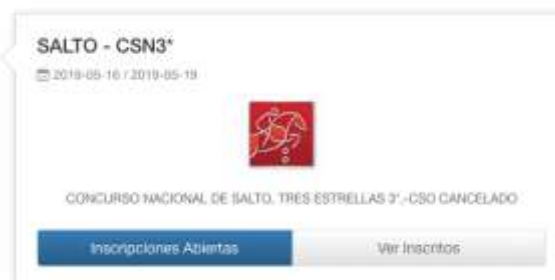 SALTO - CSN3*
2019-05-16 / 2019-05-19
CONCURSO NACIONAL DE SALTO, TRES ESTRELLAS 3*.-CSO CANCELADO
Inscripciones Abiertas
Ver Inscritos